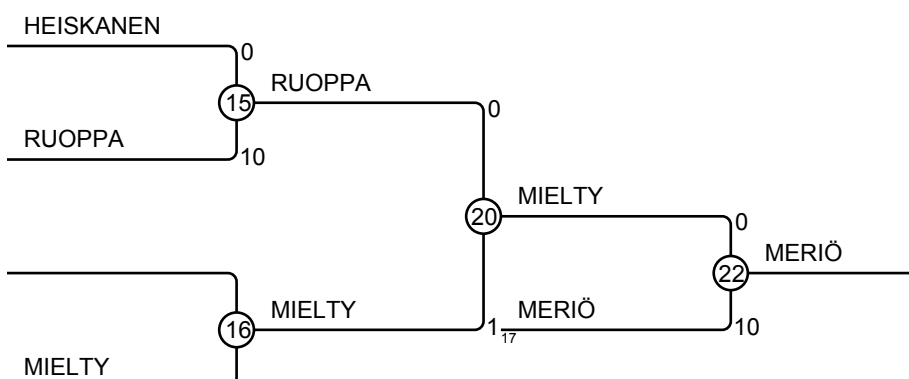 HEISKANEN
0
15
RUOPPA
0
RUOPPA
10
20
MIELTY
0
22
MERIÖ
16
MIELTY
1
17
MERIÖ
10
MIELTY